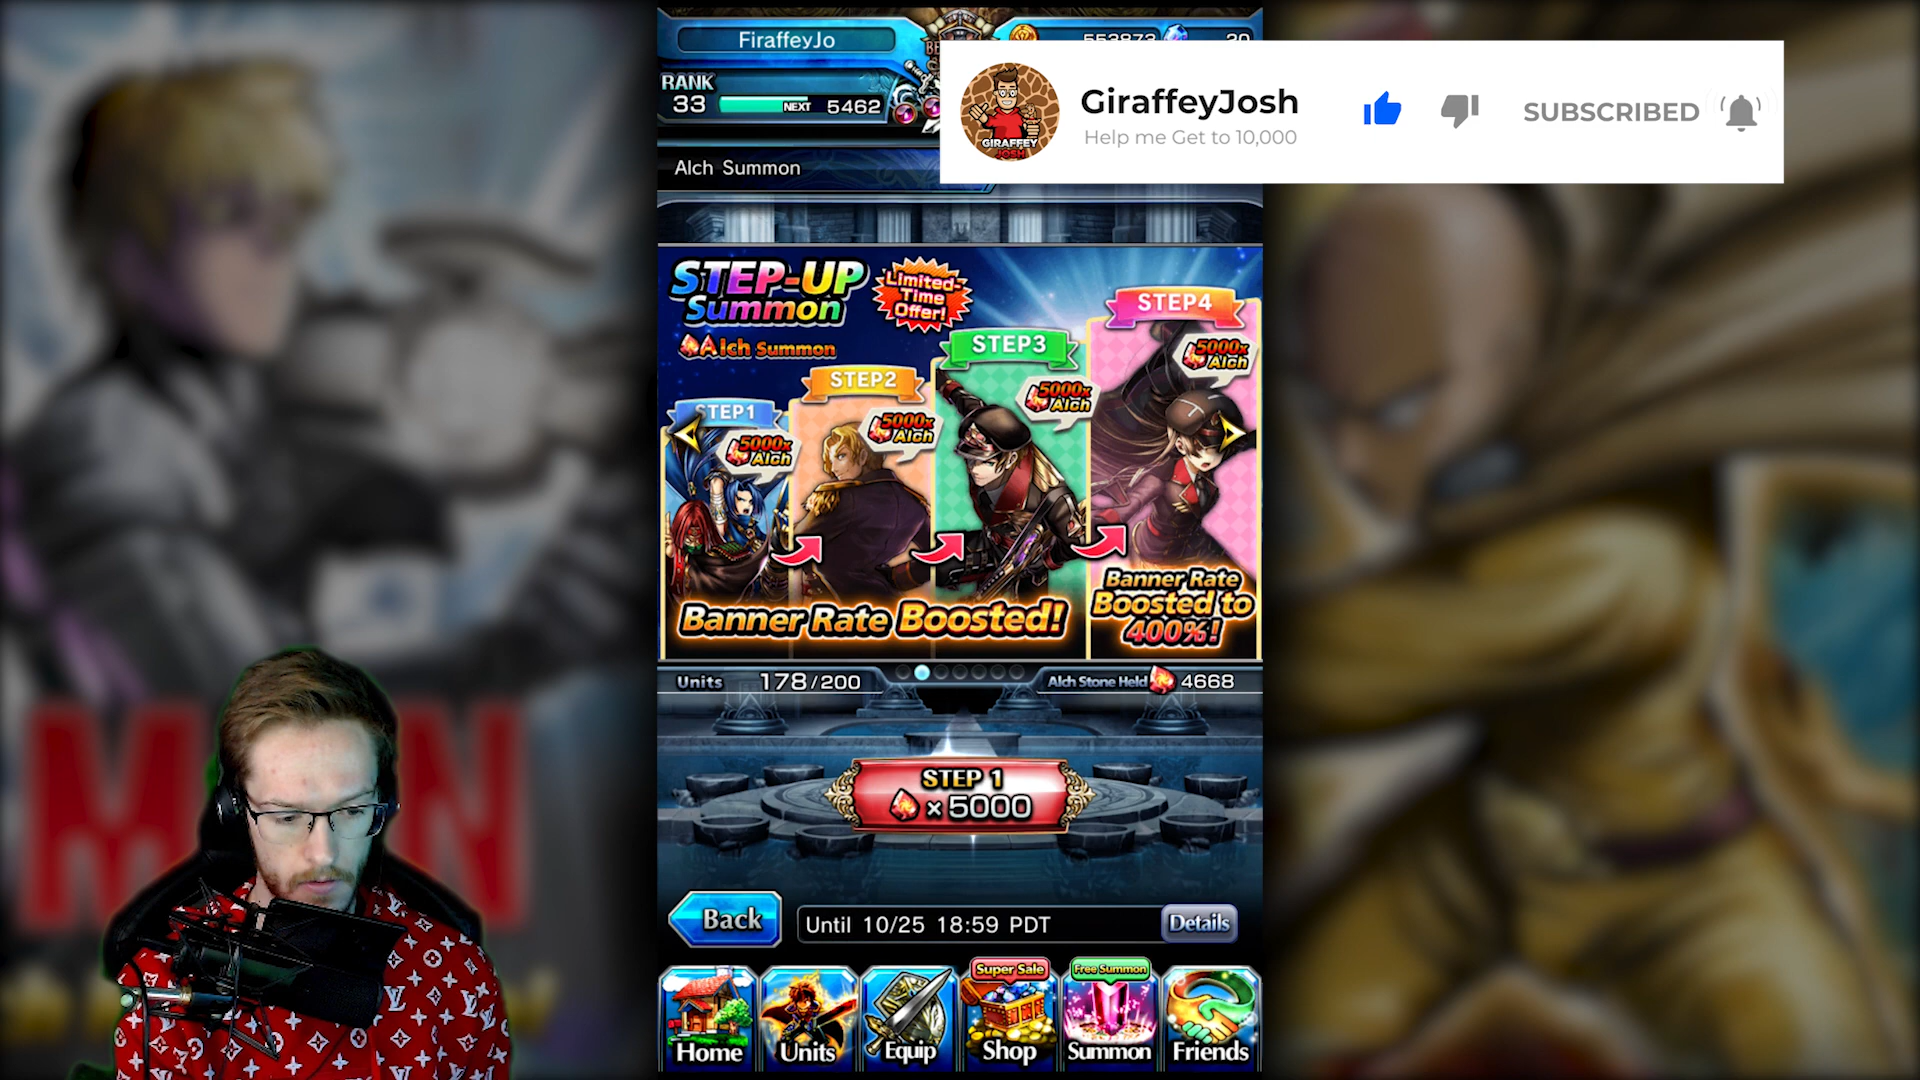 FiraffeyJo
RANK
33
NEXT 5462
GiraffeyJosh
Help me Get to 10,000
SUBSCRIBED
GIRAFFEY
JOSH
Alch Summon
STEP-UP
Summon
Limited-
Time
Offer!
Alch Summon
STEP1
5000x
Alch
STEP2
5000x
Alch
STEP3
5000x
Alch
STEP4
5000x
Alch
Banner Rate Boosted!
Banner Rate
Boosted to
400%!
Units 178/200
Alch Stone Held 4668
STEP 1
×5000
Back
Until 10/25 18:59 PDT
Details
Super Sale
Free Summon
Home
Units
Equip
Shop
Summon
Friends